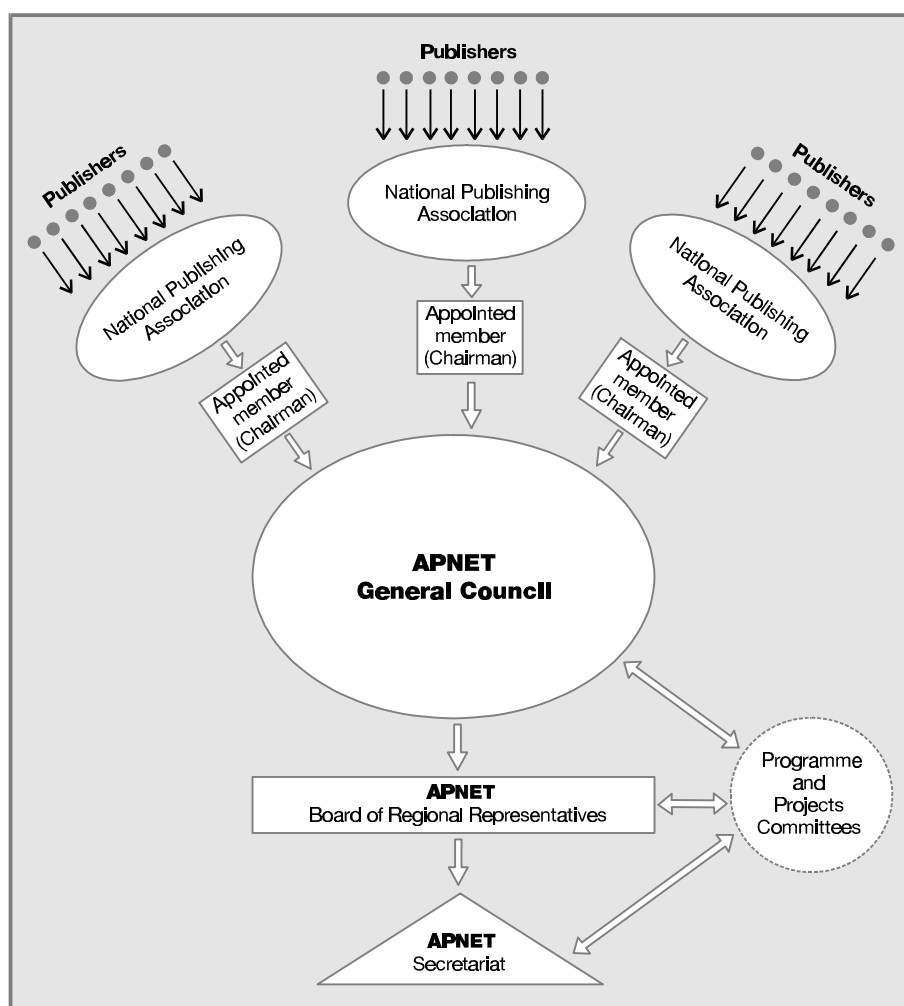 Publishers
National Publishing
Association
Appointed
member
(Chairman)
Publishers
National Publishing
Association
Appointed
member
(Chairman)
Publishers
National Publishing
Association
Appointed
member
(Chairman)
APNET
General Council
APNET
Board of Regional Representatives
Programme
and
Projects
Committees
APNET
Secretariat